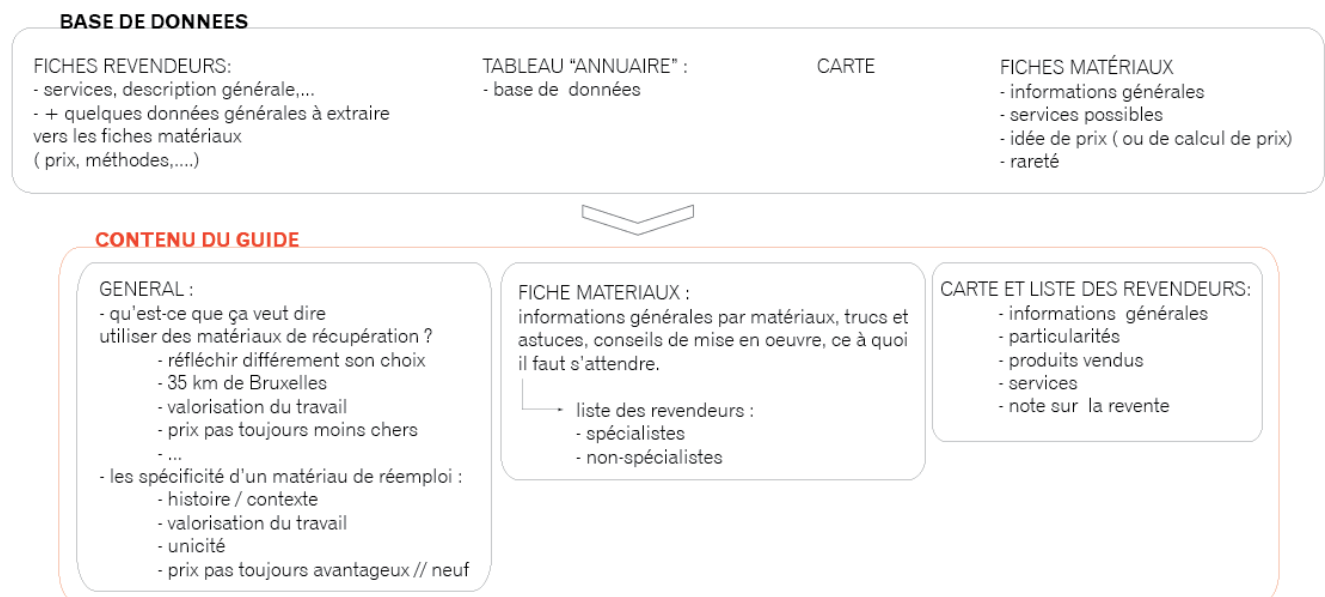 BASE DE DONNEES
FICHES REVENDEURS:
- services, description générale,...
- + quelques données générales à extraire
vers les fiches matériaux
( prix, méthodes,....)
TABLEAU “ANNUAIRE” :
- base de  données
CARTE
FICHES MATÉRIAUX
- informations générales
- services possibles
- idée de prix ( ou de calcul de prix)
- rareté
CONTENU DU GUIDE
GENERAL :
- qu’est-ce que ça veut dire
utiliser des matériaux de récupération ?
- réfléchir différement son choix
- 35 km de Bruxelles
- valorisation du travail
- prix pas toujours moins chers
- ...
- les spécificité d’un matériau de réemploi :
- histoire / contexte
- valorisation du travail
- unicité
- prix pas toujours avantageux // neuf
FICHE MATERIAUX :
informations générales par matériaux, trucs et
astuces, conseils de mise en oeuvre, ce à quoi
il faut s’attendre.
liste des revendeurs :
- spécialistes
- non-spécialistes
CARTE ET LISTE DES REVENDEURS:
- informations  générales
- particularités
- produits vendus
- services
- note sur  la revente